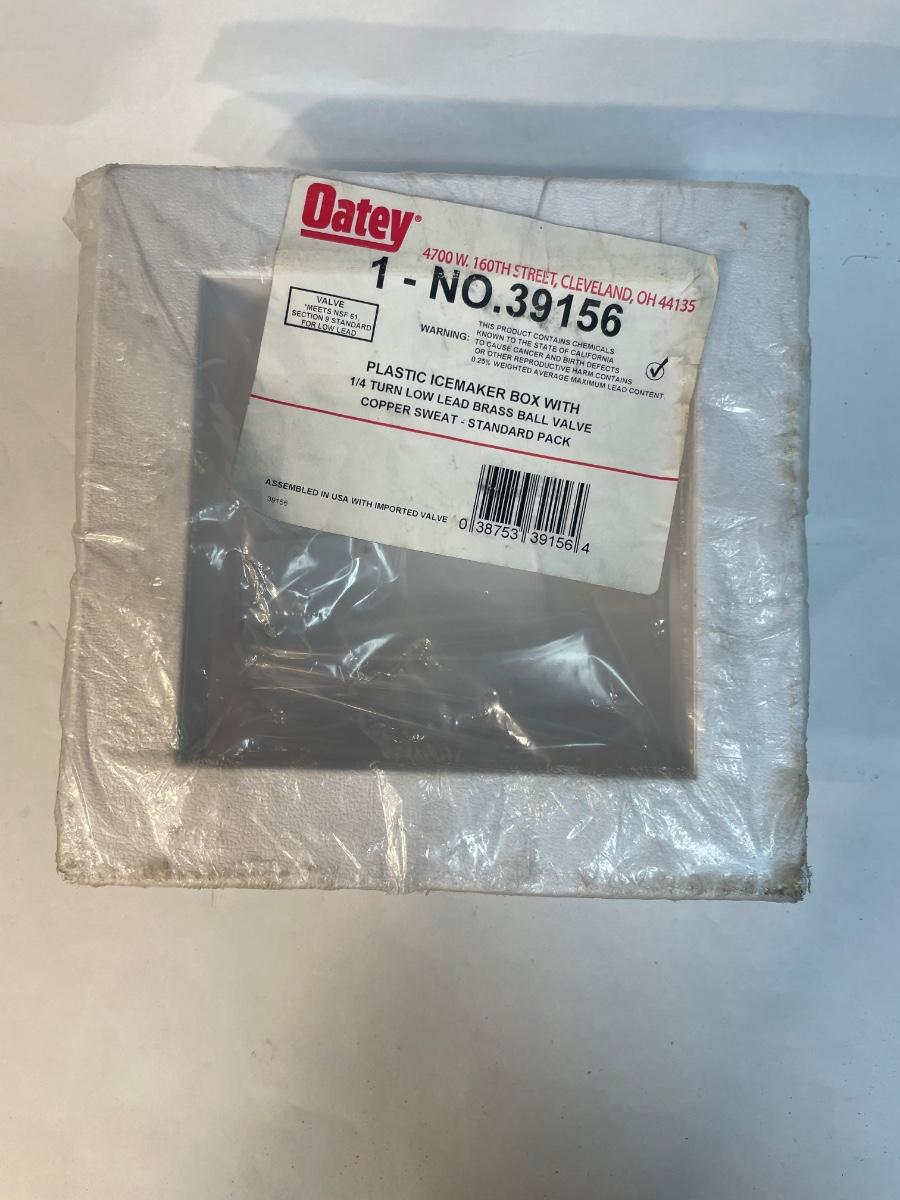 Oatey®
4700 W. 160TH STREET, CLEVELAND, OH 44135
1 - NO.39156
VALVE
*MEETS NSF 61,
SECTION 9 STANDARD
FOR LOW LEAD
WARNING:
THIS PRODUCT CONTAINS CHEMICALS
KNOWN TO THE STATE OF CALIFORNIA
TO CAUSE CANCER AND BIRTH DEFECTS
OR OTHER REPRODUCTIVE HARM CONTAINS
0.25% WEIGHTED AVERAGE MAXIMUM LEAD CONTENT
PLASTIC ICEMAKER BOX WITH
1/4 TURN LOW LEAD BRASS BALL VALVE
COPPER SWEAT - STANDARD PACK
ASSEMBLED IN USA WITH IMPORTED VALVE
39156
0 38753 39156 4